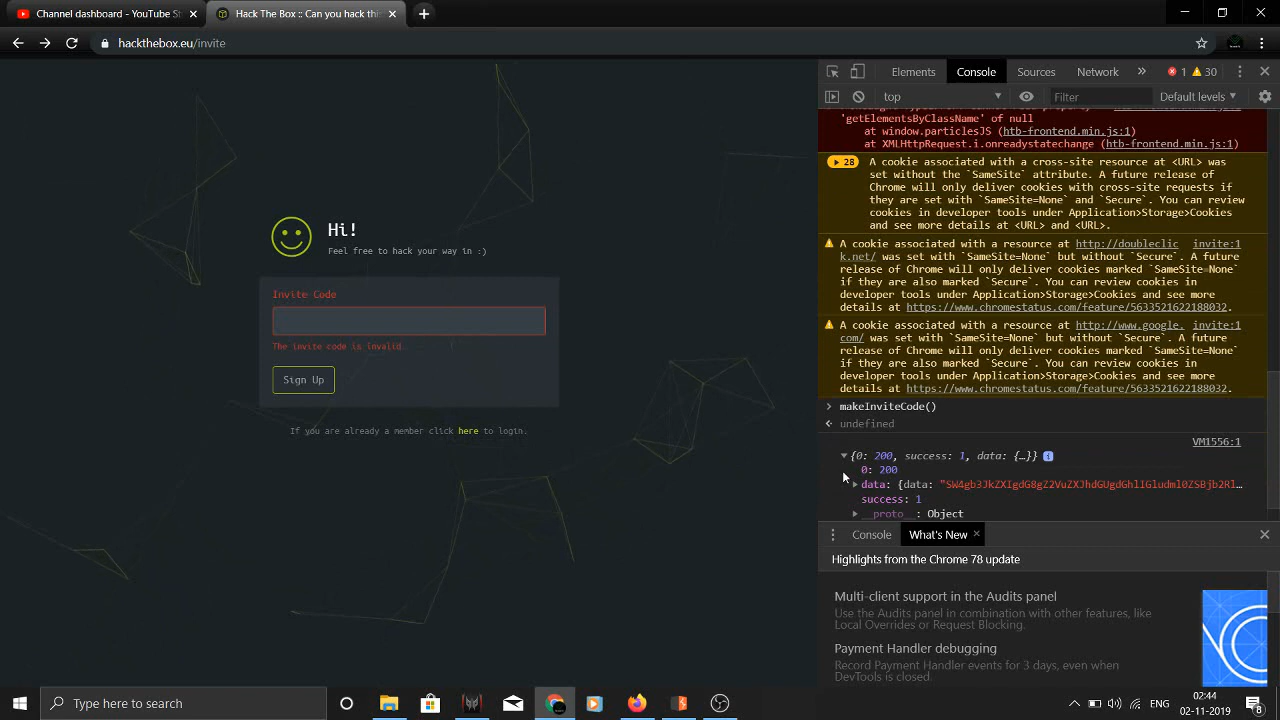 Channel dashboard - YouTube St
Hack The Box :: Can you hack this
hackthebox.eu/invite
Elements Console Sources Network » 1 30
top Filter Default levels
'getElementsByClassName' of null
at window.particlesJS (htb-frontend.min.js:1)
at XMLHttpRequest.i.onreadystatechange (htb-frontend.min.js:1)
28 A cookie associated with a cross-site resource at <URL> was
set without the `SameSite` attribute. A future release of
Chrome will only deliver cookies with cross-site requests if
they are set with `SameSite=None` and `Secure`. You can review
cookies in developer tools under Application>Storage>Cookies
and see more details at <URL> and <URL>.
A cookie associated with a resource at http://doubleclic invite:1
k.net/ was set with `SameSite=None` but without `Secure`. A future
release of Chrome will only deliver cookies marked `SameSite=None`
if they are also marked `Secure`. You can review cookies in
developer tools under Application>Storage>Cookies and see more
details at https://www.chromestatus.com/feature/5633521622188032.
A cookie associated with a resource at http://www.google. invite:1
com/ was set with `SameSite=None` but without `Secure`. A future
release of Chrome will only deliver cookies marked `SameSite=None`
if they are also marked `Secure`. You can review cookies in
developer tools under Application>Storage>Cookies and see more
details at https://www.chromestatus.com/feature/5633521622188032.
makeInviteCode()
undefined
VM1556:1
{0: 200, success: 1, data: {…}}
0: 200
data: {data: "SW4gb3JkZXIgdG8gZ2VuZXJhdGUgdGhlIGludml0ZSBjb2Rl…
success: 1
__proto__: Object
Hi!
Feel free to hack your way in :)
Invite Code
The invite code is invalid
Sign Up
If you are already a member click here to login.
Console What's New
Highlights from the Chrome 78 update
Multi-client support in the Audits panel
Use the Audits panel in combination with other features, like
Local Overrides or Request Blocking.
Payment Handler debugging
Record Payment Handler events for 3 days, even when
DevTools is closed.
Type here to search
ENG
02:44
02-11-2019
8